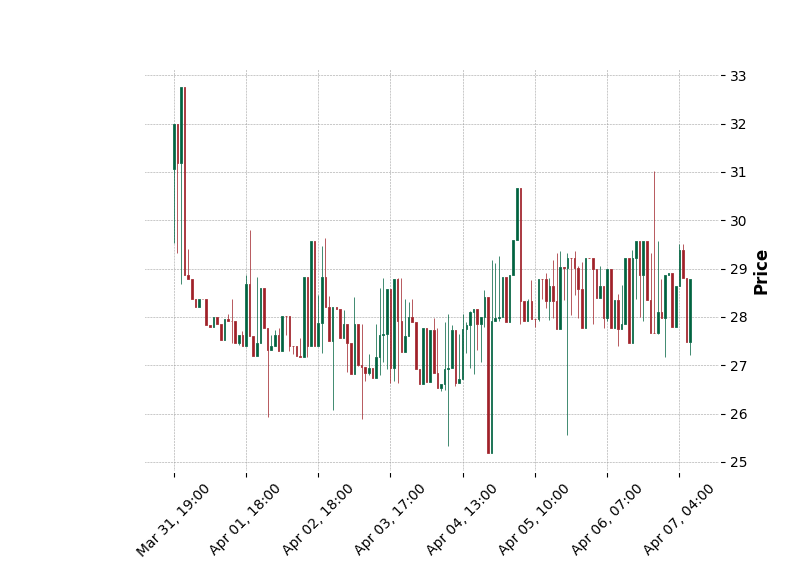 33
32
31
30
29
28
27
26
25
Price
Mar 31, 19:00
Apr 01, 18:00
Apr 02, 18:00
Apr 03, 17:00
Apr 04, 13:00
Apr 05, 10:00
Apr 06, 07:00
Apr 07, 04:00